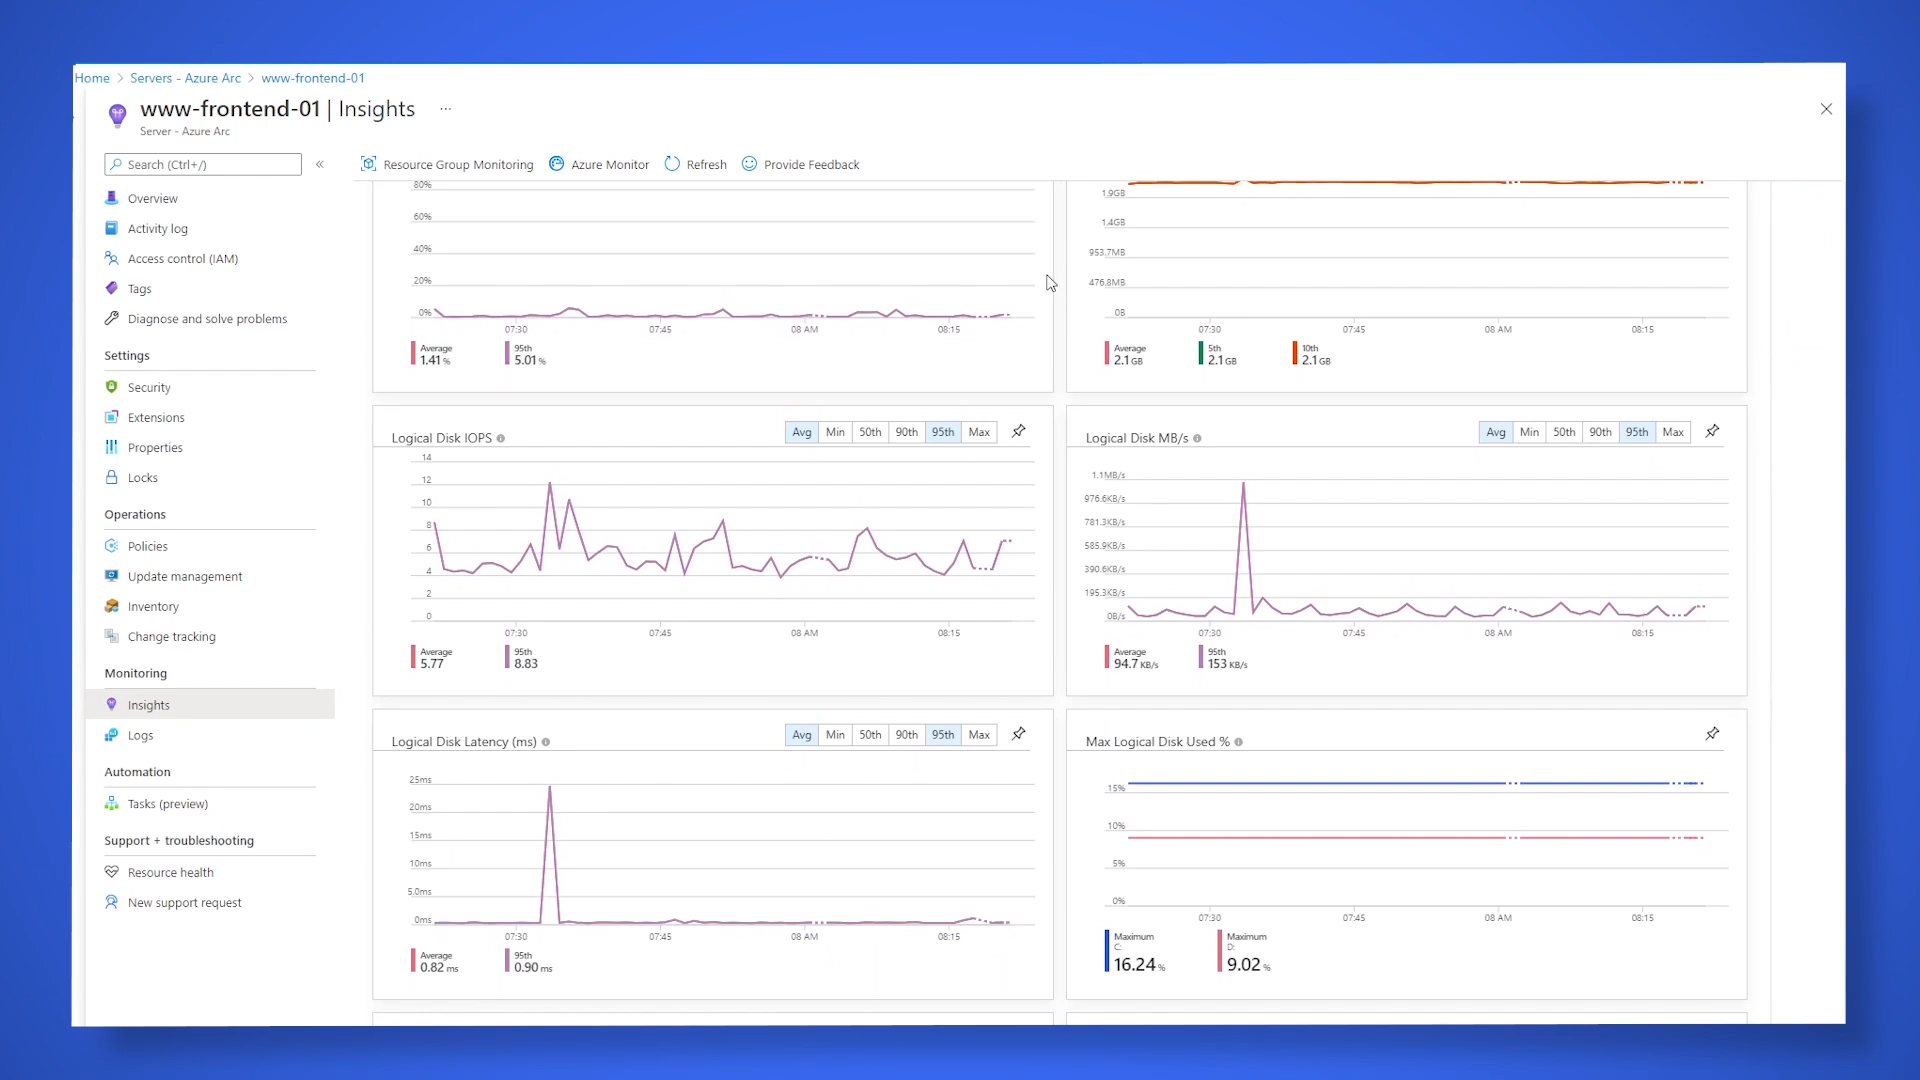 Home > Servers - Azure Arc > www-frontend-01
www-frontend-01 | Insights ...
Server - Azure Arc
Search (Ctrl+/) «
Resource Group Monitoring Azure Monitor Refresh Provide Feedback
Overview
Activity log
Access control (IAM)
Tags
Diagnose and solve problems
Settings
Security
Extensions
Properties
Locks
Operations
Policies
Update management
Inventory
Change tracking
Monitoring
Insights
Logs
Automation
Tasks (preview)
Support + troubleshooting
Resource health
New support request
80%
60%
40%
20%
0%
07:30 07:45 08 AM 08:15
Average 95th
1.41 % 5.01 %
1.9GB
1.4GB
953.7MB
476.8MB
0B
07:30 07:45 08 AM 08:15
Average 5th 10th
2.1 GB 2.1 GB 2.1 GB
Logical Disk IOPS Avg Min 50th 90th 95th Max
14
12
10
8
6
4
2
0
07:30 07:45 08 AM 08:15
Average 95th
5.77 8.83
Logical Disk MB/s Avg Min 50th 90th 95th Max
1.1MB/s
976.6KB/s
781.3KB/s
585.9KB/s
390.6KB/s
195.3KB/s
0B/s
07:30 07:45 08 AM 08:15
Average 95th
94.7 KB/s 153 KB/s
Logical Disk Latency (ms) Avg Min 50th 90th 95th Max
25ms
20ms
15ms
10ms
5.0ms
0ms
07:30 07:45 08 AM 08:15
Average 95th
0.82 ms 0.90 ms
Max Logical Disk Used %
15%
10%
5%
0%
07:30 07:45 08 AM 08:15
Maximum Maximum
C: D:
16.24 % 9.02 %